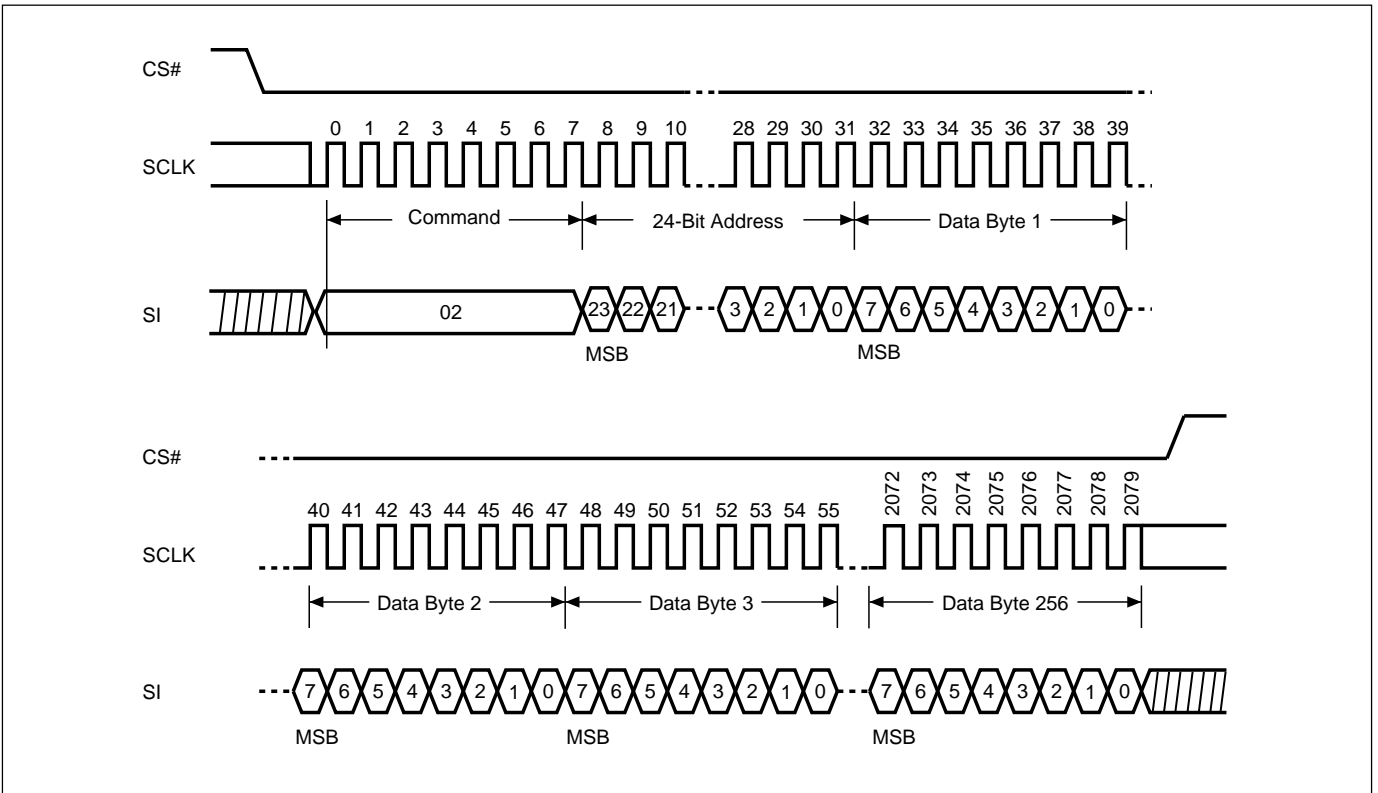 CS#
0 1 2 3 4 5 6 7 8 9 10 28 29 30 31 32 33 34 35 36 37 38 39
SCLK
Command 24-Bit Address Data Byte 1
SI 02 23 22 21 3 2 1 0 7 6 5 4 3 2 1 0
MSB MSB
CS#
2072 2073 2074 2075 2076 2077 2078 2079
40 41 42 43 44 45 46 47 48 49 50 51 52 53 54 55
SCLK
Data Byte 2 Data Byte 3 Data Byte 256
SI 7 6 5 4 3 2 1 0 7 6 5 4 3 2 1 0 7 6 5 4 3 2 1 0
MSB MSB MSB